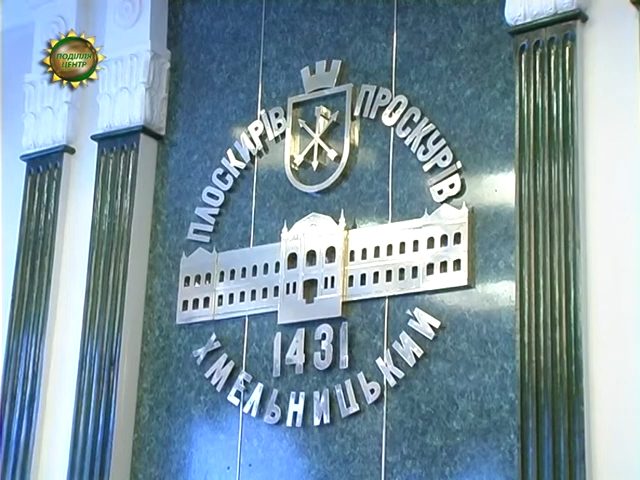 ПОДІЛЛЯ
ЦЕНТР
ПЛОСКИРІВ
ПРОСКУРІВ
1431
ХМЕЛЬНИЦЬКИЙ